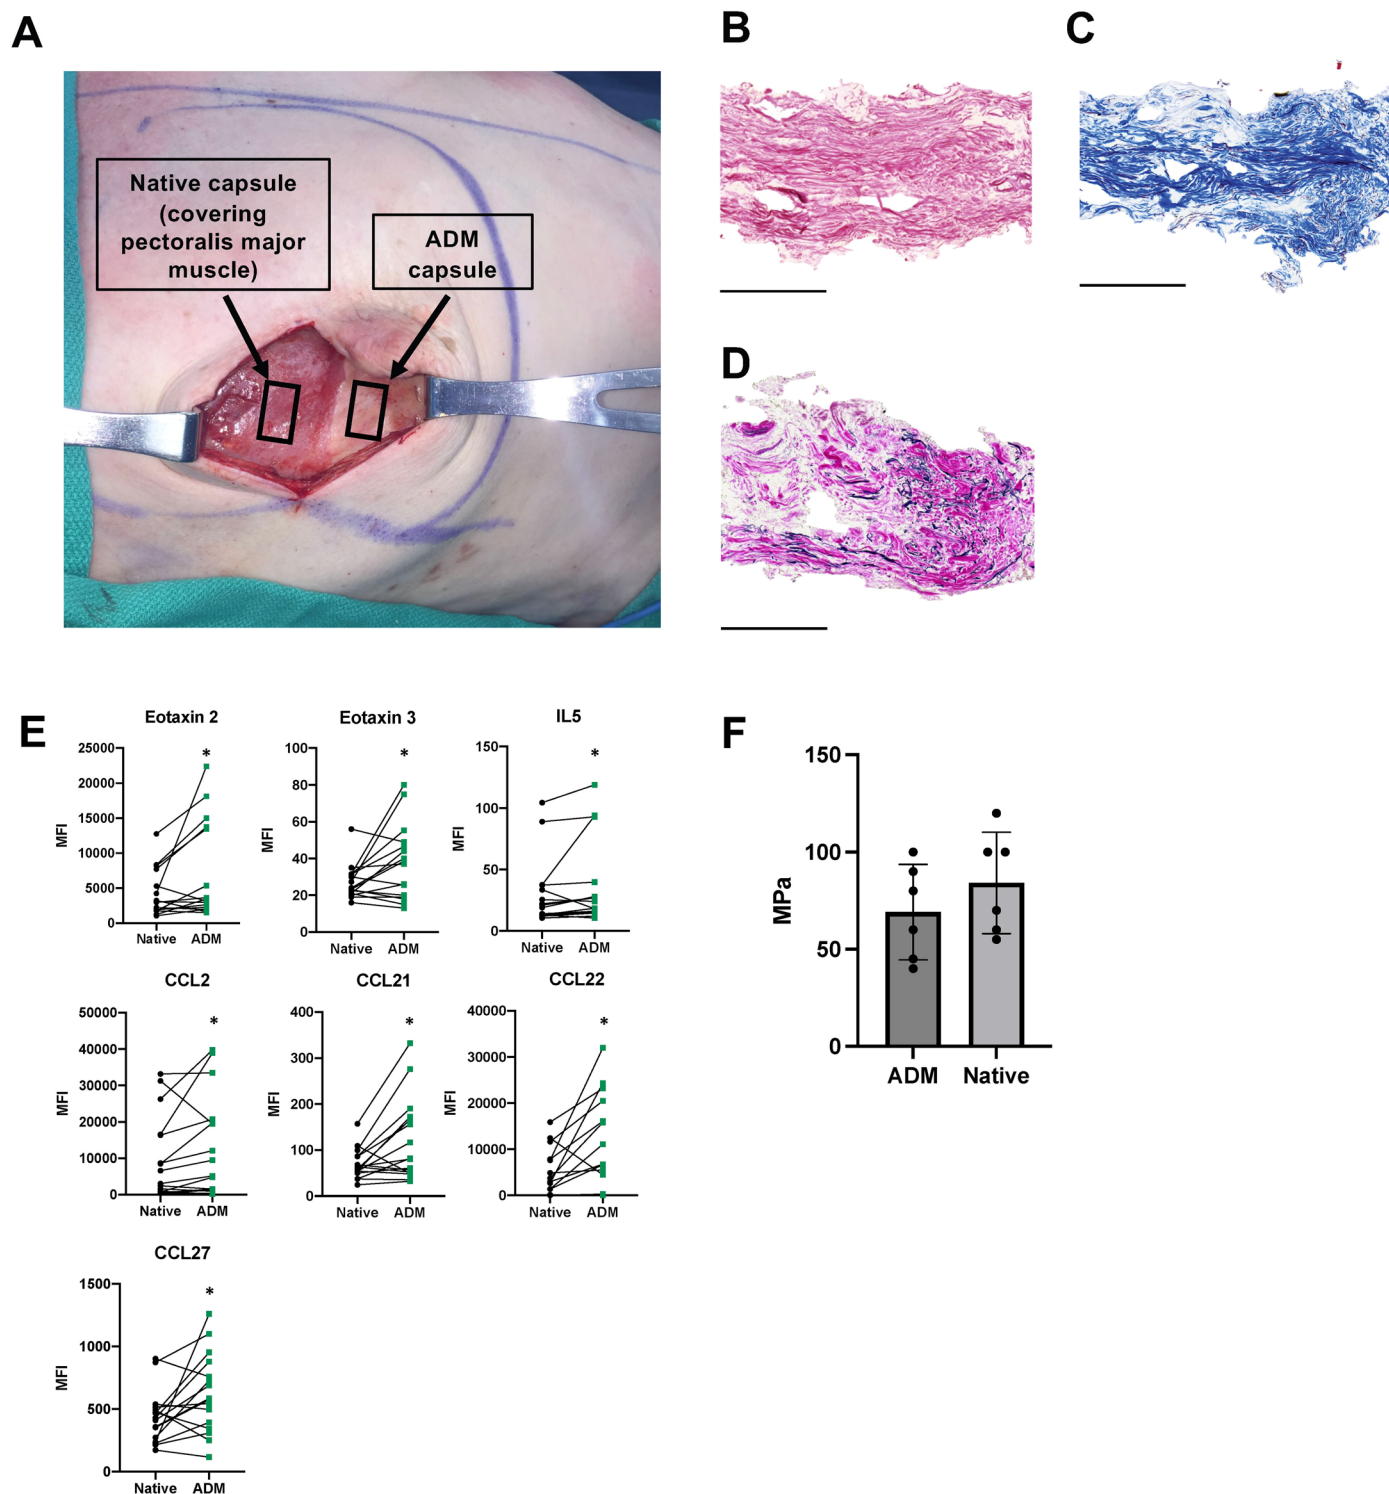 A
B
C
Native capsule
(covering
pectoralis major
muscle)
ADM
capsule
D
E
Eotaxin 2
25000
20000
15000
10000
5000
0
MFI
*
Native ADM
Eotaxin 3
100
80
60
40
20
0
MFI
*
Native ADM
IL5
150
100
50
0
MFI
*
Native ADM
CCL2
50000
40000
30000
20000
10000
0
MFI
*
Native ADM
CCL21
400
300
200
100
0
MFI
*
Native ADM
CCL22
40000
30000
20000
10000
0
MFI
*
Native ADM
CCL27
1500
1000
500
0
MFI
*
Native ADM
F
150
100
50
0
MPa
ADM Native